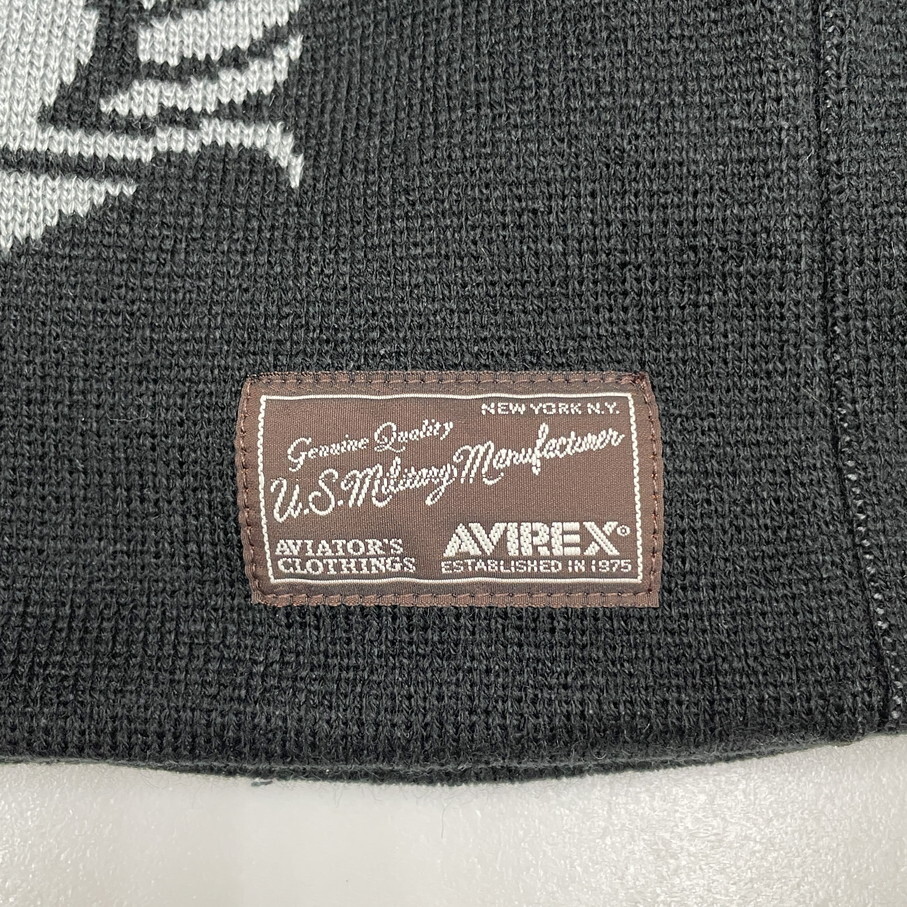 NEW YORK N.Y.
Genuine Quality
U.S. Military Manufacturer
AVIATOR'S
CLOTHINGS
AVIREX®
ESTABLISHED IN 1975